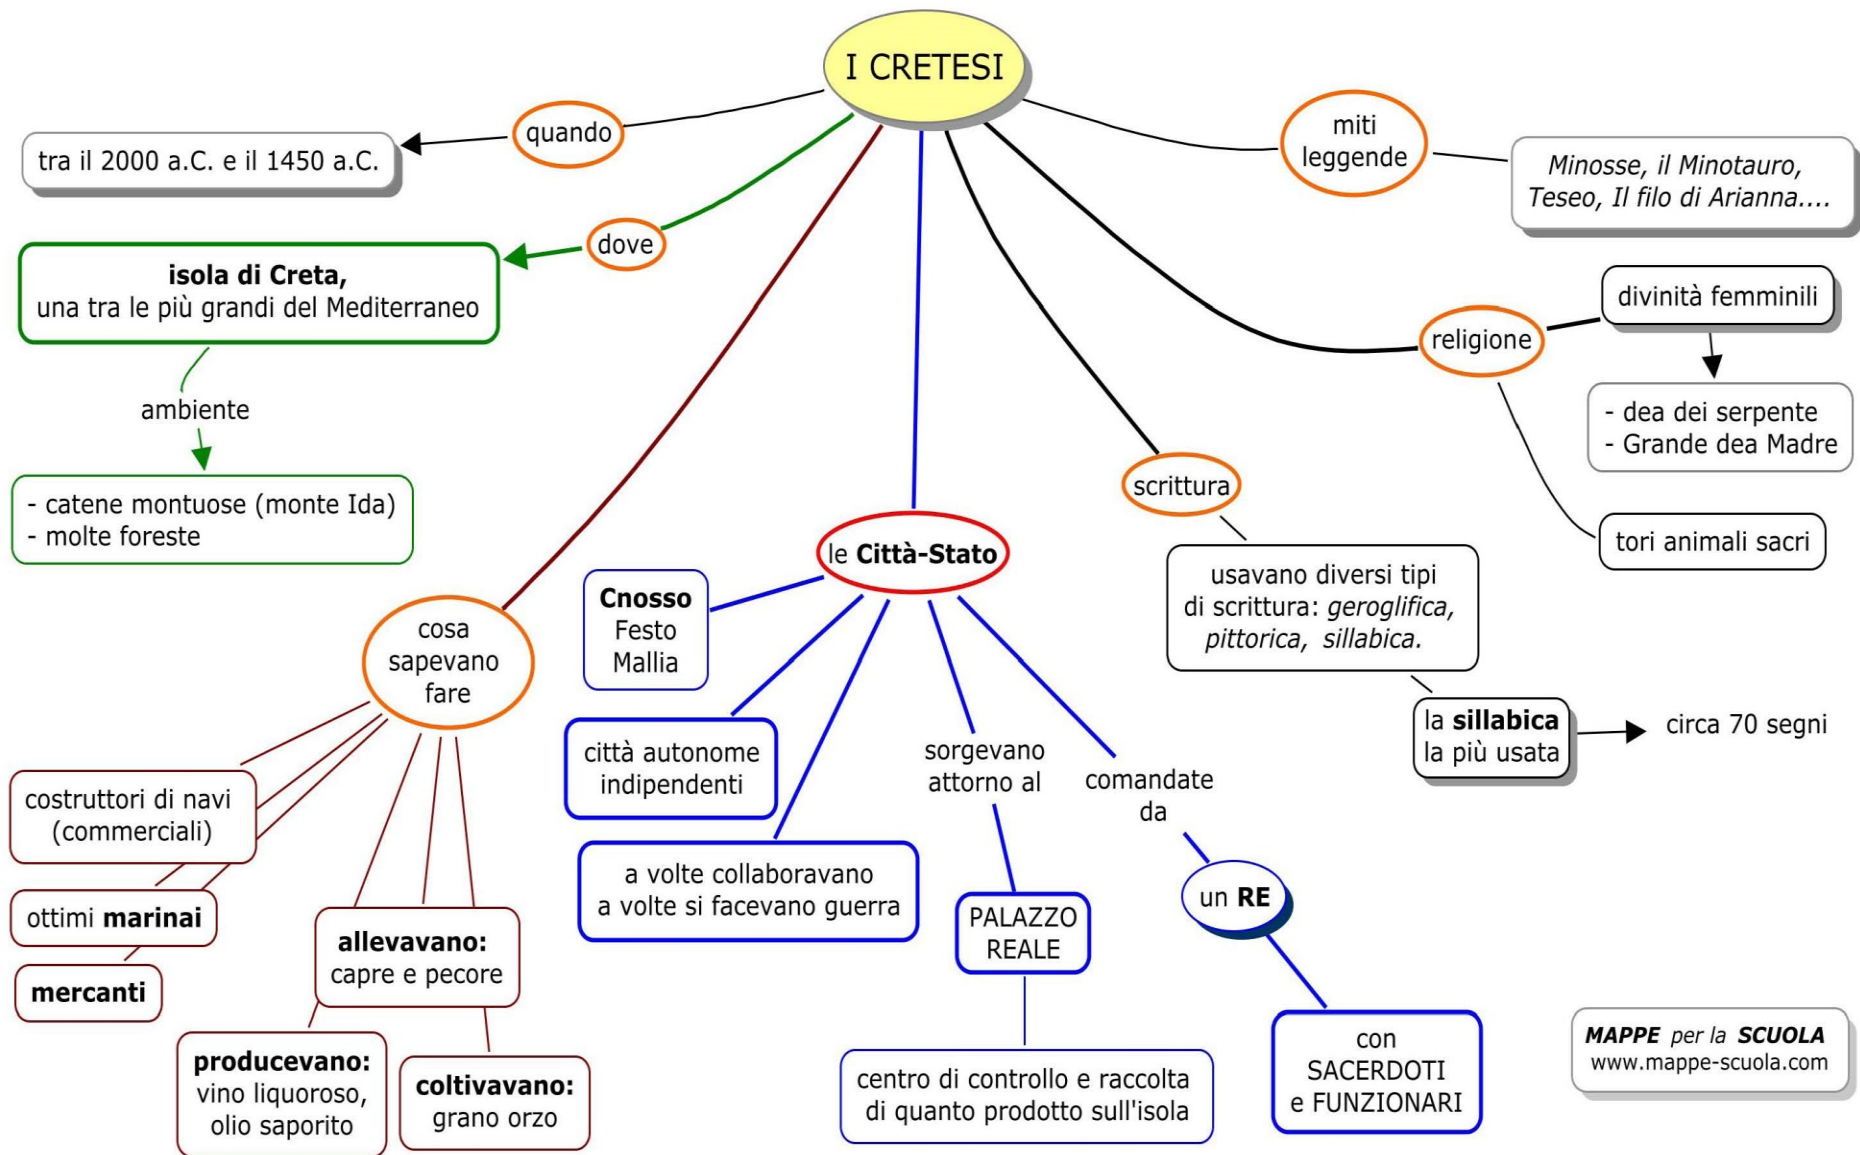 I CRETESI
quando
tra il 2000 a.C. e il 1450 a.C.
dove
isola di Creta,
una tra le più grandi del Mediterraneo
ambiente
- catene montuose (monte Ida)
- molte foreste
cosa
sapevano
fare
costruttori di navi
(commerciali)
ottimi marinai
mercanti
allevavano:
capre e pecore
producevano:
vino liquoroso,
olio saporito
coltivavano:
grano orzo
le Città-Stato
Cnosso
Festo
Mallia
città autonome
indipendenti
a volte collaboravano
a volte si facevano guerra
sorgevano
attorno al
PALAZZO
REALE
centro di controllo e raccolta
di quanto prodotto sull'isola
comandate
da
un RE
con
SACERDOTI
e FUNZIONARI
scrittura
usavano diversi tipi
di scrittura: geroglifica,
pittorica, sillabica.
la sillabica
la più usata
circa 70 segni
religione
divinità femminili
- dea dei serpente
- Grande dea Madre
tori animali sacri
miti
leggende
Minosse, il Minotauro,
Teseo, Il filo di Arianna....
MAPPE per la SCUOLA
www.mappe-scuola.com